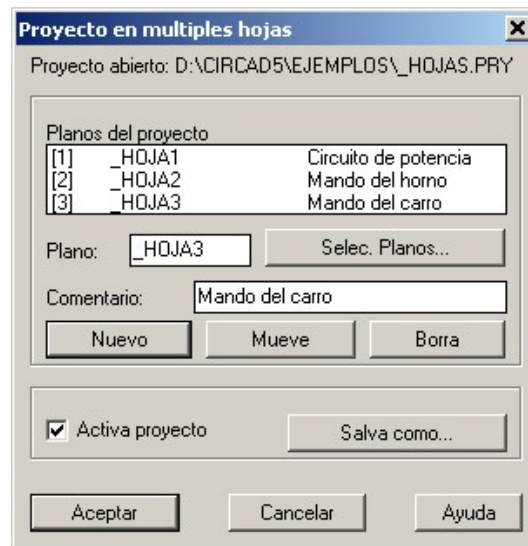 Proyecto en multiples hojas
Proyecto abierto: D:\CIRCAD5\EJEMPLOS\_HOJAS.PRY
Planos del proyecto
[1] _HOJA1 Circuito de potencia
[2] _HOJA2 Mando del horno
[3] _HOJA3 Mando del carro
Plano: _HOJA3 Selec. Planos...
Comentario: Mando del carro
Nuevo Mueve Borra
Activa proyecto Salva como...
Aceptar Cancelar Ayuda